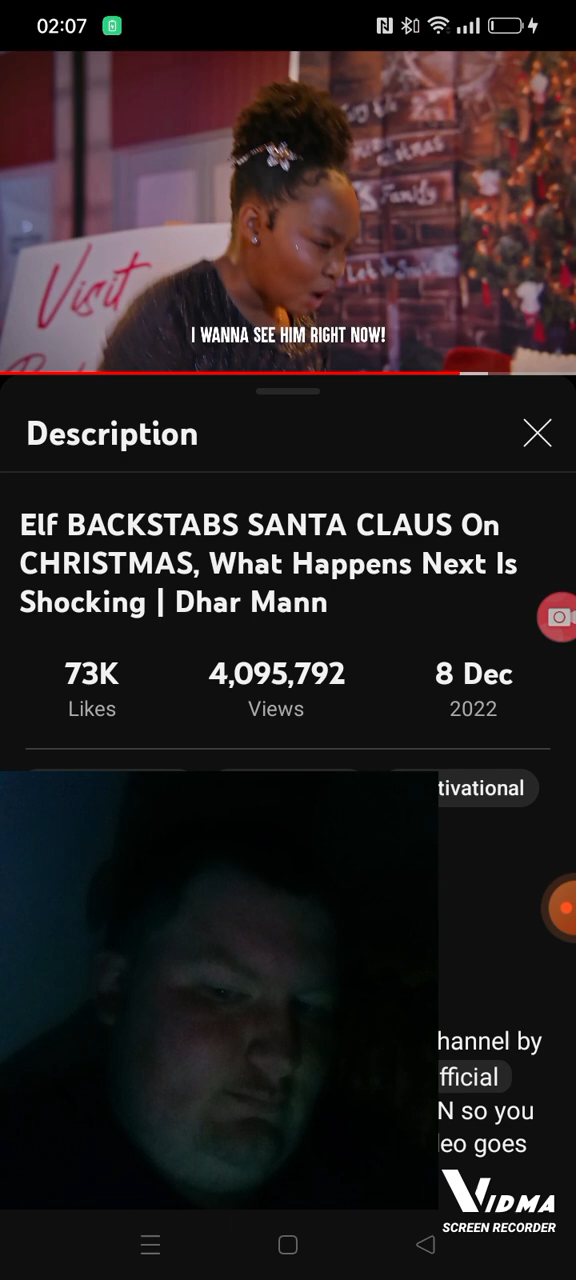 02:07
Visit
Family
I WANNA SEE HIM RIGHT NOW!
Description
Elf BACKSTABS SANTA CLAUS On
CHRISTMAS, What Happens Next Is
Shocking | Dhar Mann
73K
4,095,792
8 Dec
Likes
Views
2022
tivational
hannel by
fficial
N so you
eo goes
VIDMA
SCREEN RECORDER